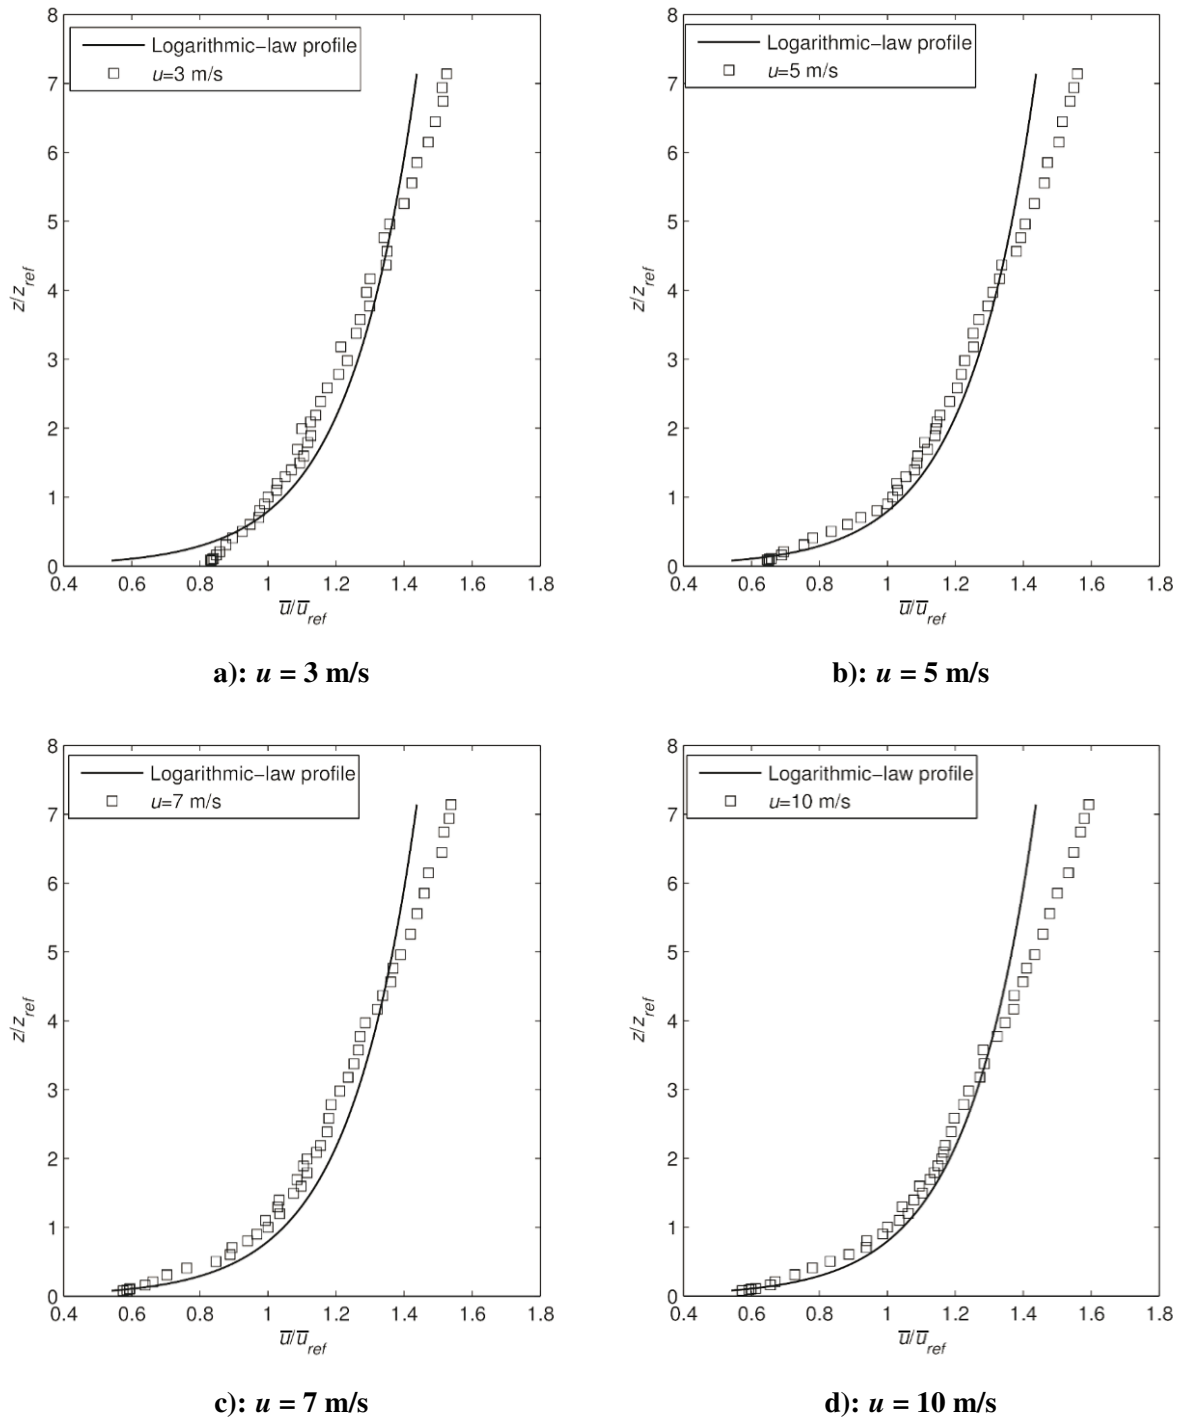 8
7
6
5
4
3
2
1
0
z/z_ref
Logarithmic−law profile
u=3 m/s
0.4 0.6 0.8 1 1.2 1.4 1.6 1.8
u̅/u̅_ref
a): u = 3 m/s
8
7
6
5
4
3
2
1
0
z/z_ref
Logarithmic−law profile
u=5 m/s
0.4 0.6 0.8 1 1.2 1.4 1.6 1.8
u̅/u̅_ref
b): u = 5 m/s
8
7
6
5
4
3
2
1
0
z/z_ref
Logarithmic−law profile
u=7 m/s
0.4 0.6 0.8 1 1.2 1.4 1.6 1.8
u̅/u̅_ref
c): u = 7 m/s
8
7
6
5
4
3
2
1
0
z/z_ref
Logarithmic−law profile
u=10 m/s
0.4 0.6 0.8 1 1.2 1.4 1.6 1.8
u̅/u̅_ref
d): u = 10 m/s